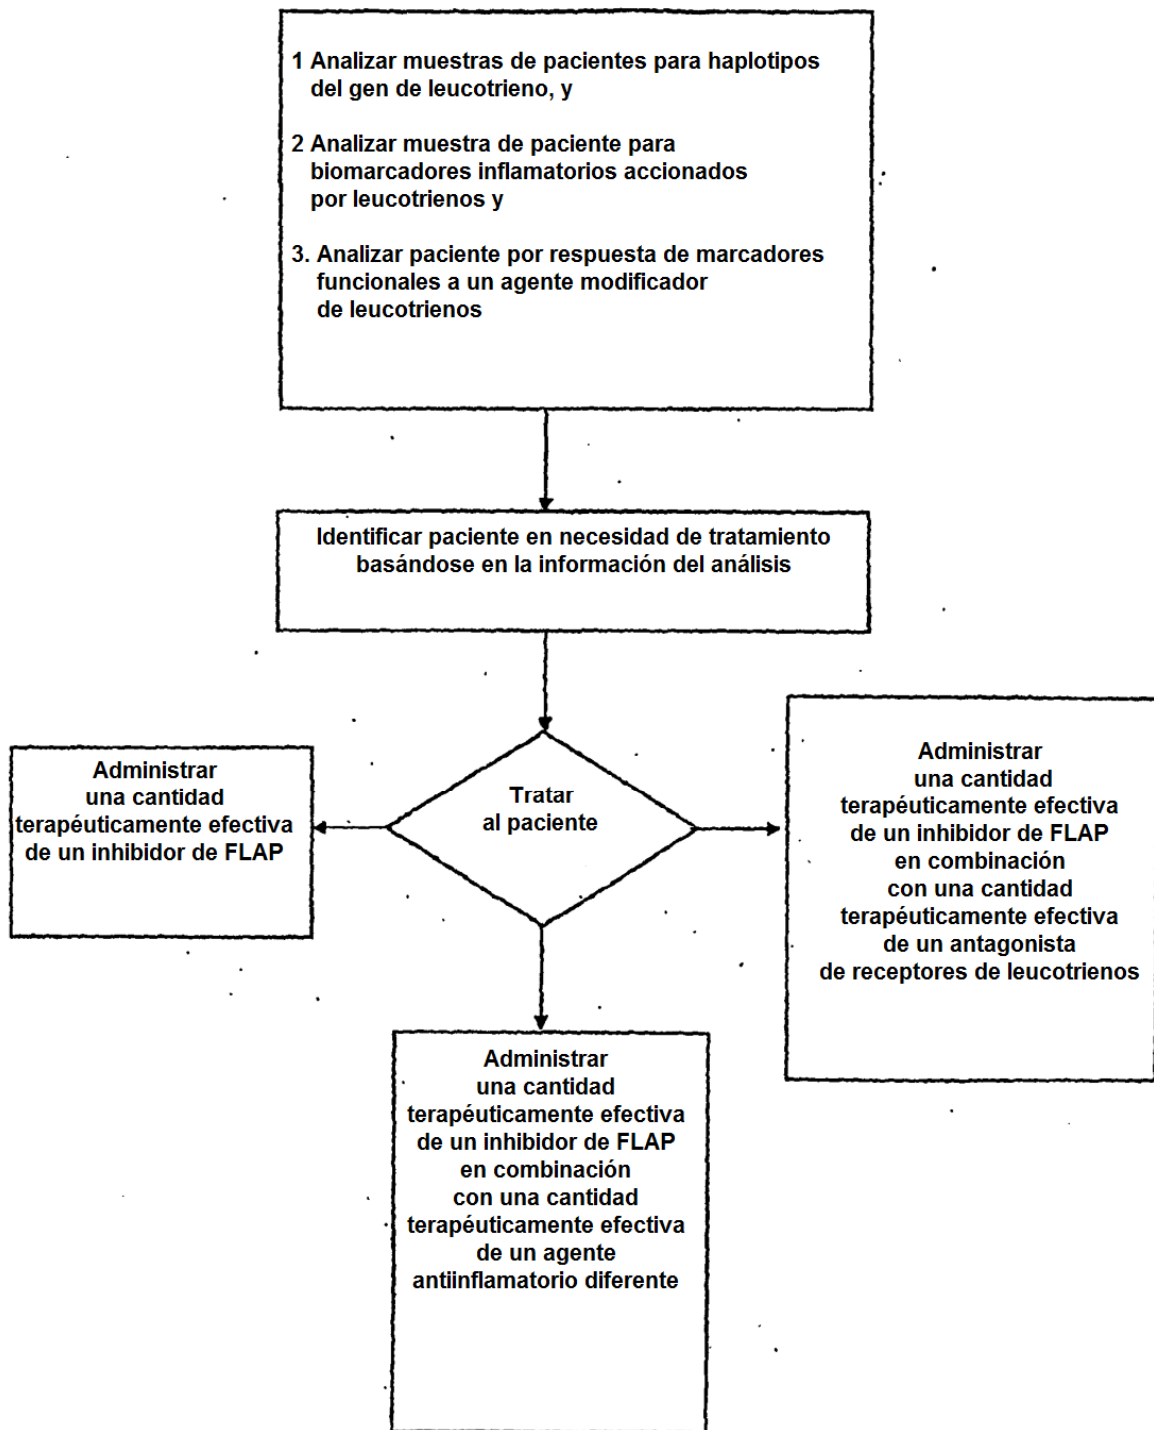 1 Analizar muestras de pacientes para haplotipos
del gen de leucotrieno, y
2 Analizar muestra de paciente para
biomarcadores inflamatorios accionados
por leucotrienos y
3. Analizar paciente por respuesta de marcadores
funcionales a un agente modificador
de leucotrienos
Identificar paciente en necesidad de tratamiento
basándose en la información del análisis
Tratar
al paciente
Administrar
una cantidad
terapéuticamente efectiva
de un inhibidor de FLAP
Administrar
una cantidad
terapéuticamente efectiva
de un inhibidor de FLAP
en combinación
con una cantidad
terapéuticamente efectiva
de un antagonista
de receptores de leucotrienos
Administrar
una cantidad
terapéuticamente efectiva
de un inhibidor de FLAP
en combinación
con una cantidad
terapéuticamente efectiva
de un agente
antiinflamatorio diferente